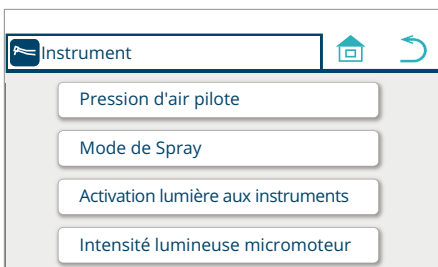 Instrument
Pression d'air pilote
Mode de Spray
Activation lumière aux instruments
Intensité lumineuse micromoteur